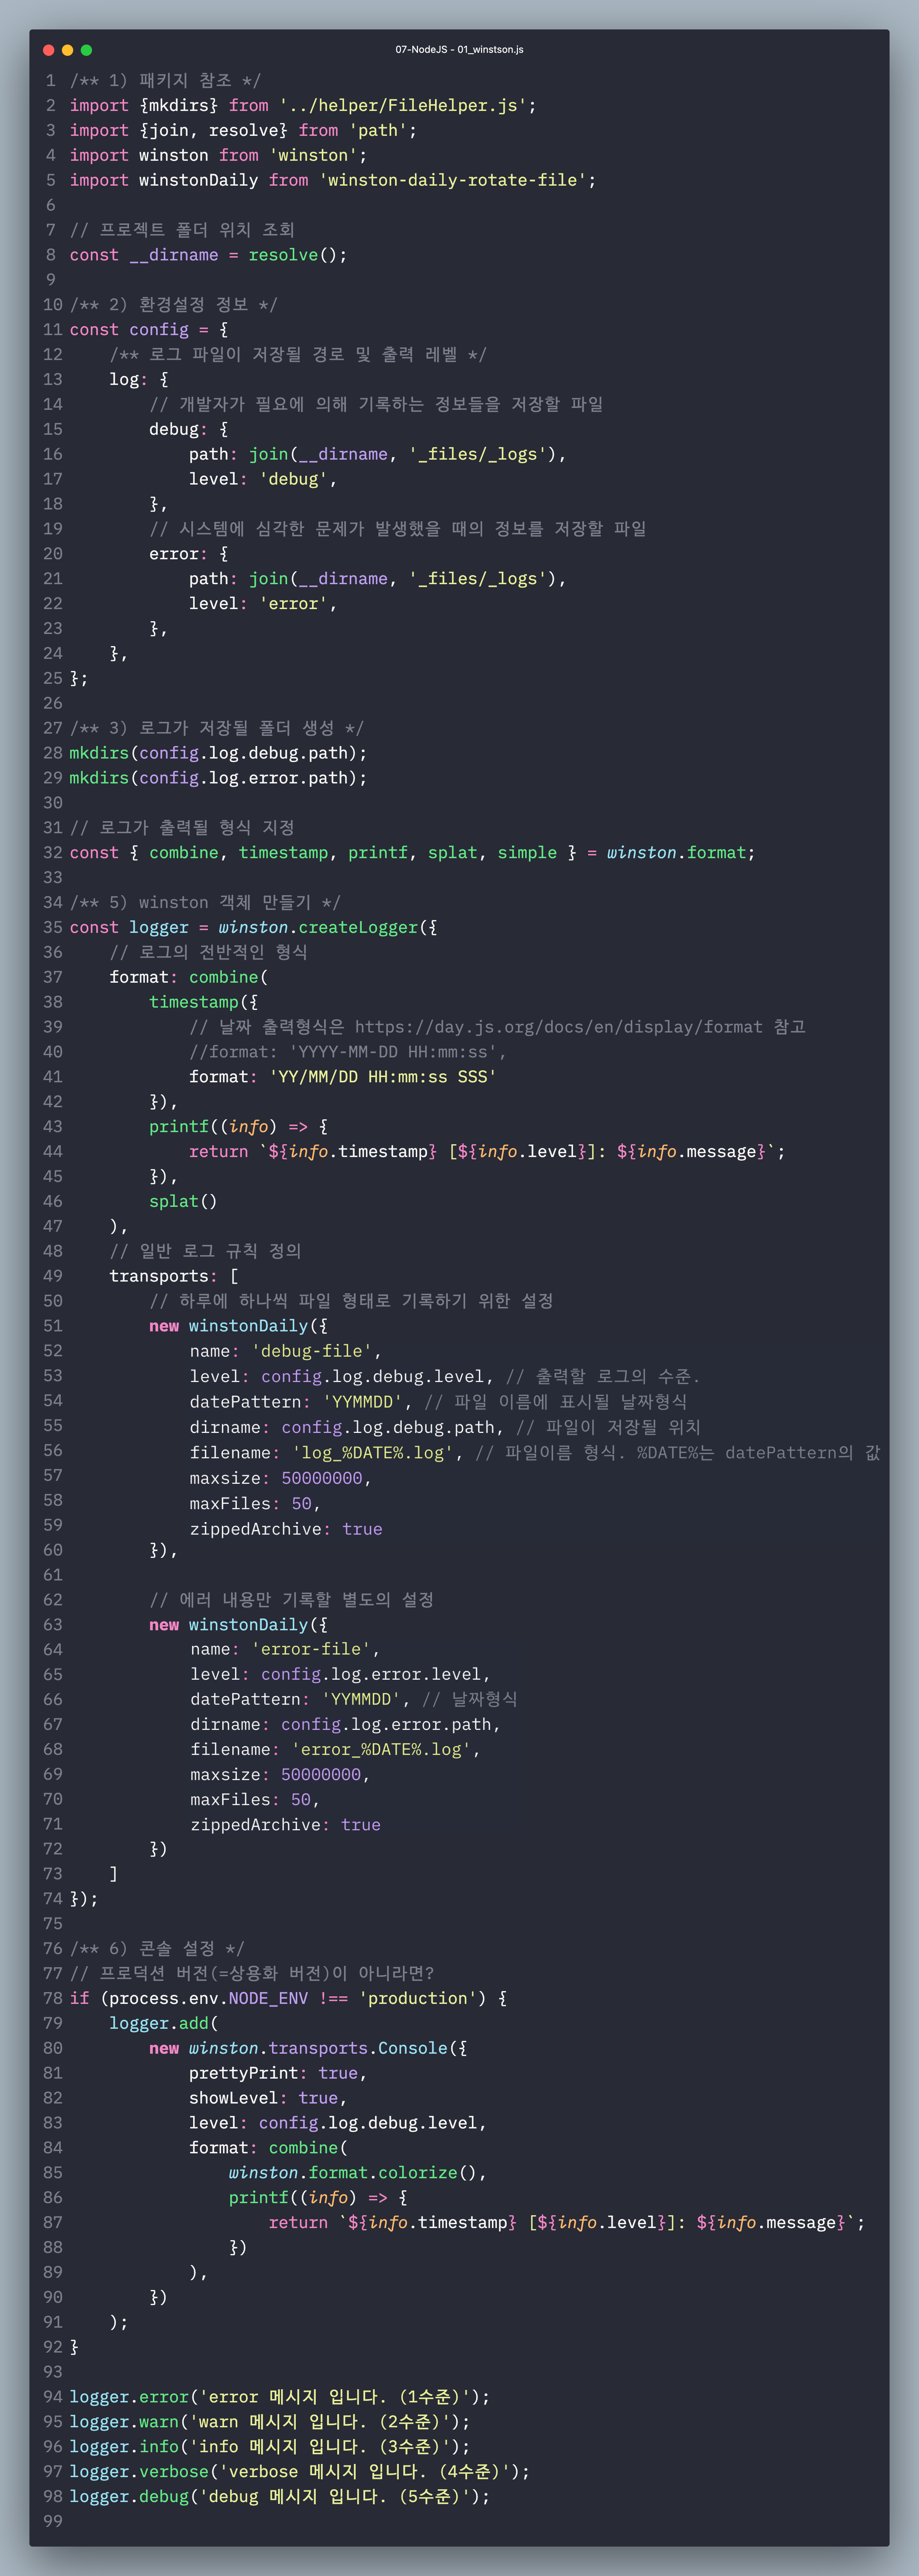 07-NodeJS - 01_winstson.js
1 /** 1) 패키지 참조 */
2 import {mkdirs} from '../helper/FileHelper.js';
3 import {join, resolve} from 'path';
4 import winston from 'winston';
5 import winstonDaily from 'winston-daily-rotate-file';
6
7 // 프로젝트 폴더 위치 조회
8 const __dirname = resolve();
9
10 /** 2) 환경설정 정보 */
11 const config = {
12     /** 로그 파일이 저장될 경로 및 출력 레벨 */
13     log: {
14         // 개발자가 필요에 의해 기록하는 정보들을 저장할 파일
15         debug: {
16             path: join(__dirname, '_files/_logs'),
17             level: 'debug',
18         },
19         // 시스템에 심각한 문제가 발생했을 때의 정보를 저장할 파일
20         error: {
21             path: join(__dirname, '_files/_logs'),
22             level: 'error',
23         },
24     },
25 };
26
27 /** 3) 로그가 저장될 폴더 생성 */
28 mkdirs(config.log.debug.path);
29 mkdirs(config.log.error.path);
30
31 // 로그가 출력될 형식 지정
32 const { combine, timestamp, printf, splat, simple } = winston.format;
33
34 /** 5) winston 객체 만들기 */
35 const logger = winston.createLogger({
36     // 로그의 전반적인 형식
37     format: combine(
38         timestamp({
39             // 날짜 출력형식은 https://day.js.org/docs/en/display/format 참고
40             //format: 'YYYY-MM-DD HH:mm:ss',
41             format: 'YY/MM/DD HH:mm:ss SSS'
42         }),
43         printf((info) => {
44             return `${info.timestamp} [${info.level}]: ${info.message}`;
45         }),
46         splat()
47     ),
48     // 일반 로그 규칙 정의
49     transports: [
50         // 하루에 하나씩 파일 형태로 기록하기 위한 설정
51         new winstonDaily({
52             name: 'debug-file',
53             level: config.log.debug.level, // 출력할 로그의 수준.
54             datePattern: 'YYMMDD', // 파일 이름에 표시될 날짜형식
55             dirname: config.log.debug.path, // 파일이 저장될 위치
56             filename: 'log_%DATE%.log', // 파일이름 형식. %DATE%는 datePattern의 값
57             maxsize: 50000000,
58             maxFiles: 50,
59             zippedArchive: true
60         }),
61
62         // 에러 내용만 기록할 별도의 설정
63         new winstonDaily({
64             name: 'error-file',
65             level: config.log.error.level,
66             datePattern: 'YYMMDD', // 날짜형식
67             dirname: config.log.error.path,
68             filename: 'error_%DATE%.log',
69             maxsize: 50000000,
70             maxFiles: 50,
71             zippedArchive: true
72         })
73     ]
74 });
75
76 /** 6) 콘솔 설정 */
77 // 프로덕션 버전(=상용화 버전)이 아니라면?
78 if (process.env.NODE_ENV !== 'production') {
79     logger.add(
80         new winston.transports.Console({
81             prettyPrint: true,
82             showLevel: true,
83             level: config.log.debug.level,
84             format: combine(
85                 winston.format.colorize(),
86                 printf((info) => {
87                     return `${info.timestamp} [${info.level}]: ${info.message}`;
88                 })
89             ),
90         })
91     );
92 }
93
94 logger.error('error 메시지 입니다. (1수준)');
95 logger.warn('warn 메시지 입니다. (2수준)');
96 logger.info('info 메시지 입니다. (3수준)');
97 logger.verbose('verbose 메시지 입니다. (4수준)');
98 logger.debug('debug 메시지 입니다. (5수준)');
99